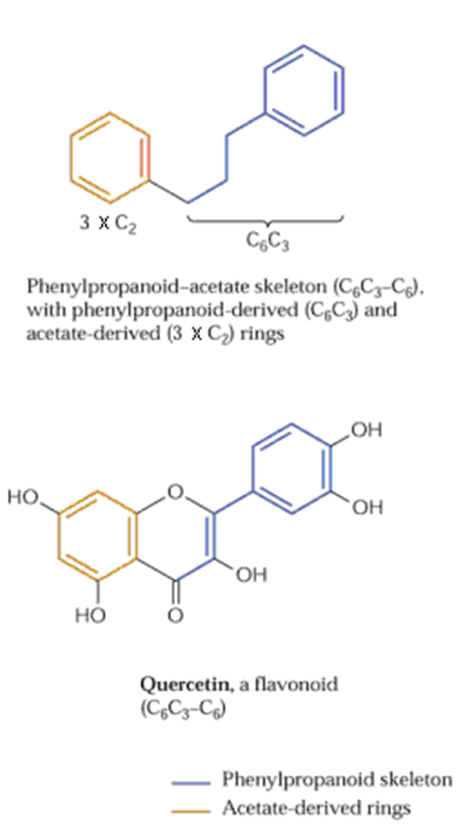 3 x C₂
C₆C₃
Phenylpropanoid–acetate skeleton (C₆C₃–C₆),
with phenylpropanoid-derived (C₆C₃) and
acetate-derived (3 x C₂) rings
OH
HO
O
OH
OH
HO
O
Quercetin, a flavonoid
(C₆C₃–C₆)
Phenylpropanoid skeleton
Acetate-derived rings